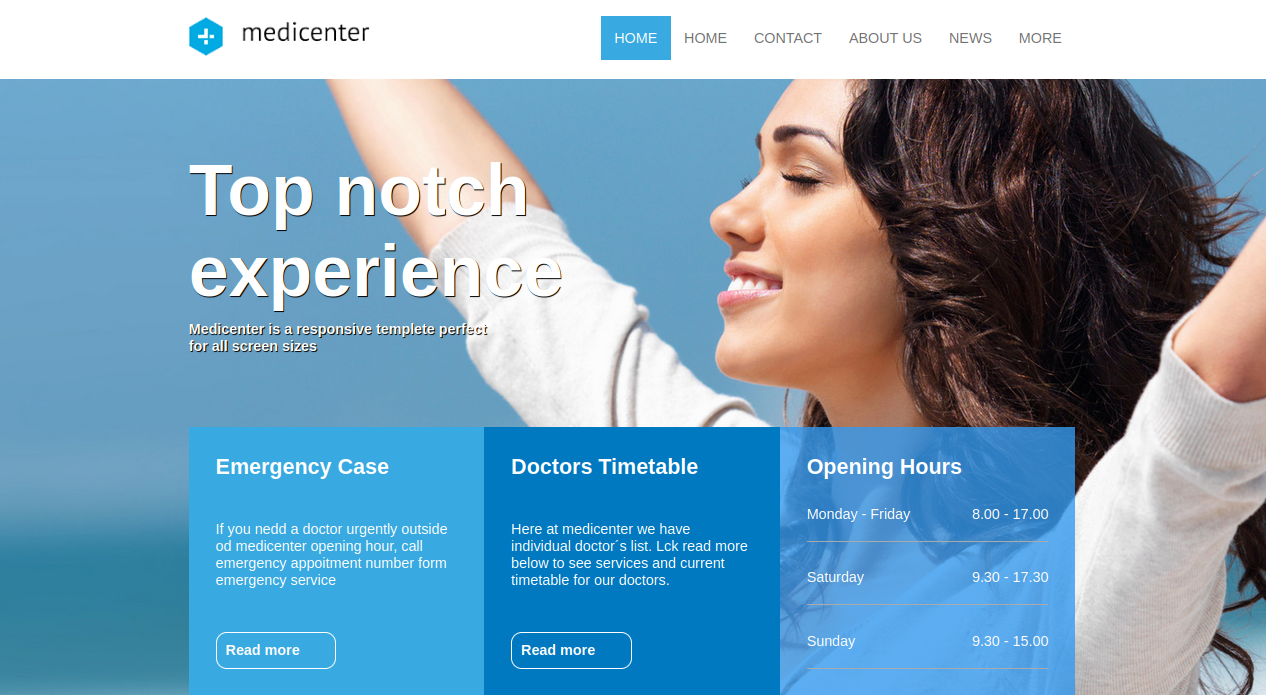 medicenter
HOME HOME CONTACT ABOUT US NEWS MORE
Top notch
experience
Medicenter is a responsive templete perfect
for all screen sizes
Emergency Case
If you nedd a doctor urgently outside
od medicenter opening hour, call
emergency appoitment number form
emergency service
Read more
Doctors Timetable
Here at medicenter we have
individual doctor´s list. Lck read more
below to see services and current
timetable for our doctors.
Read more
Opening Hours
Monday - Friday 8.00 - 17.00
Saturday 9.30 - 17.30
Sunday 9.30 - 15.00